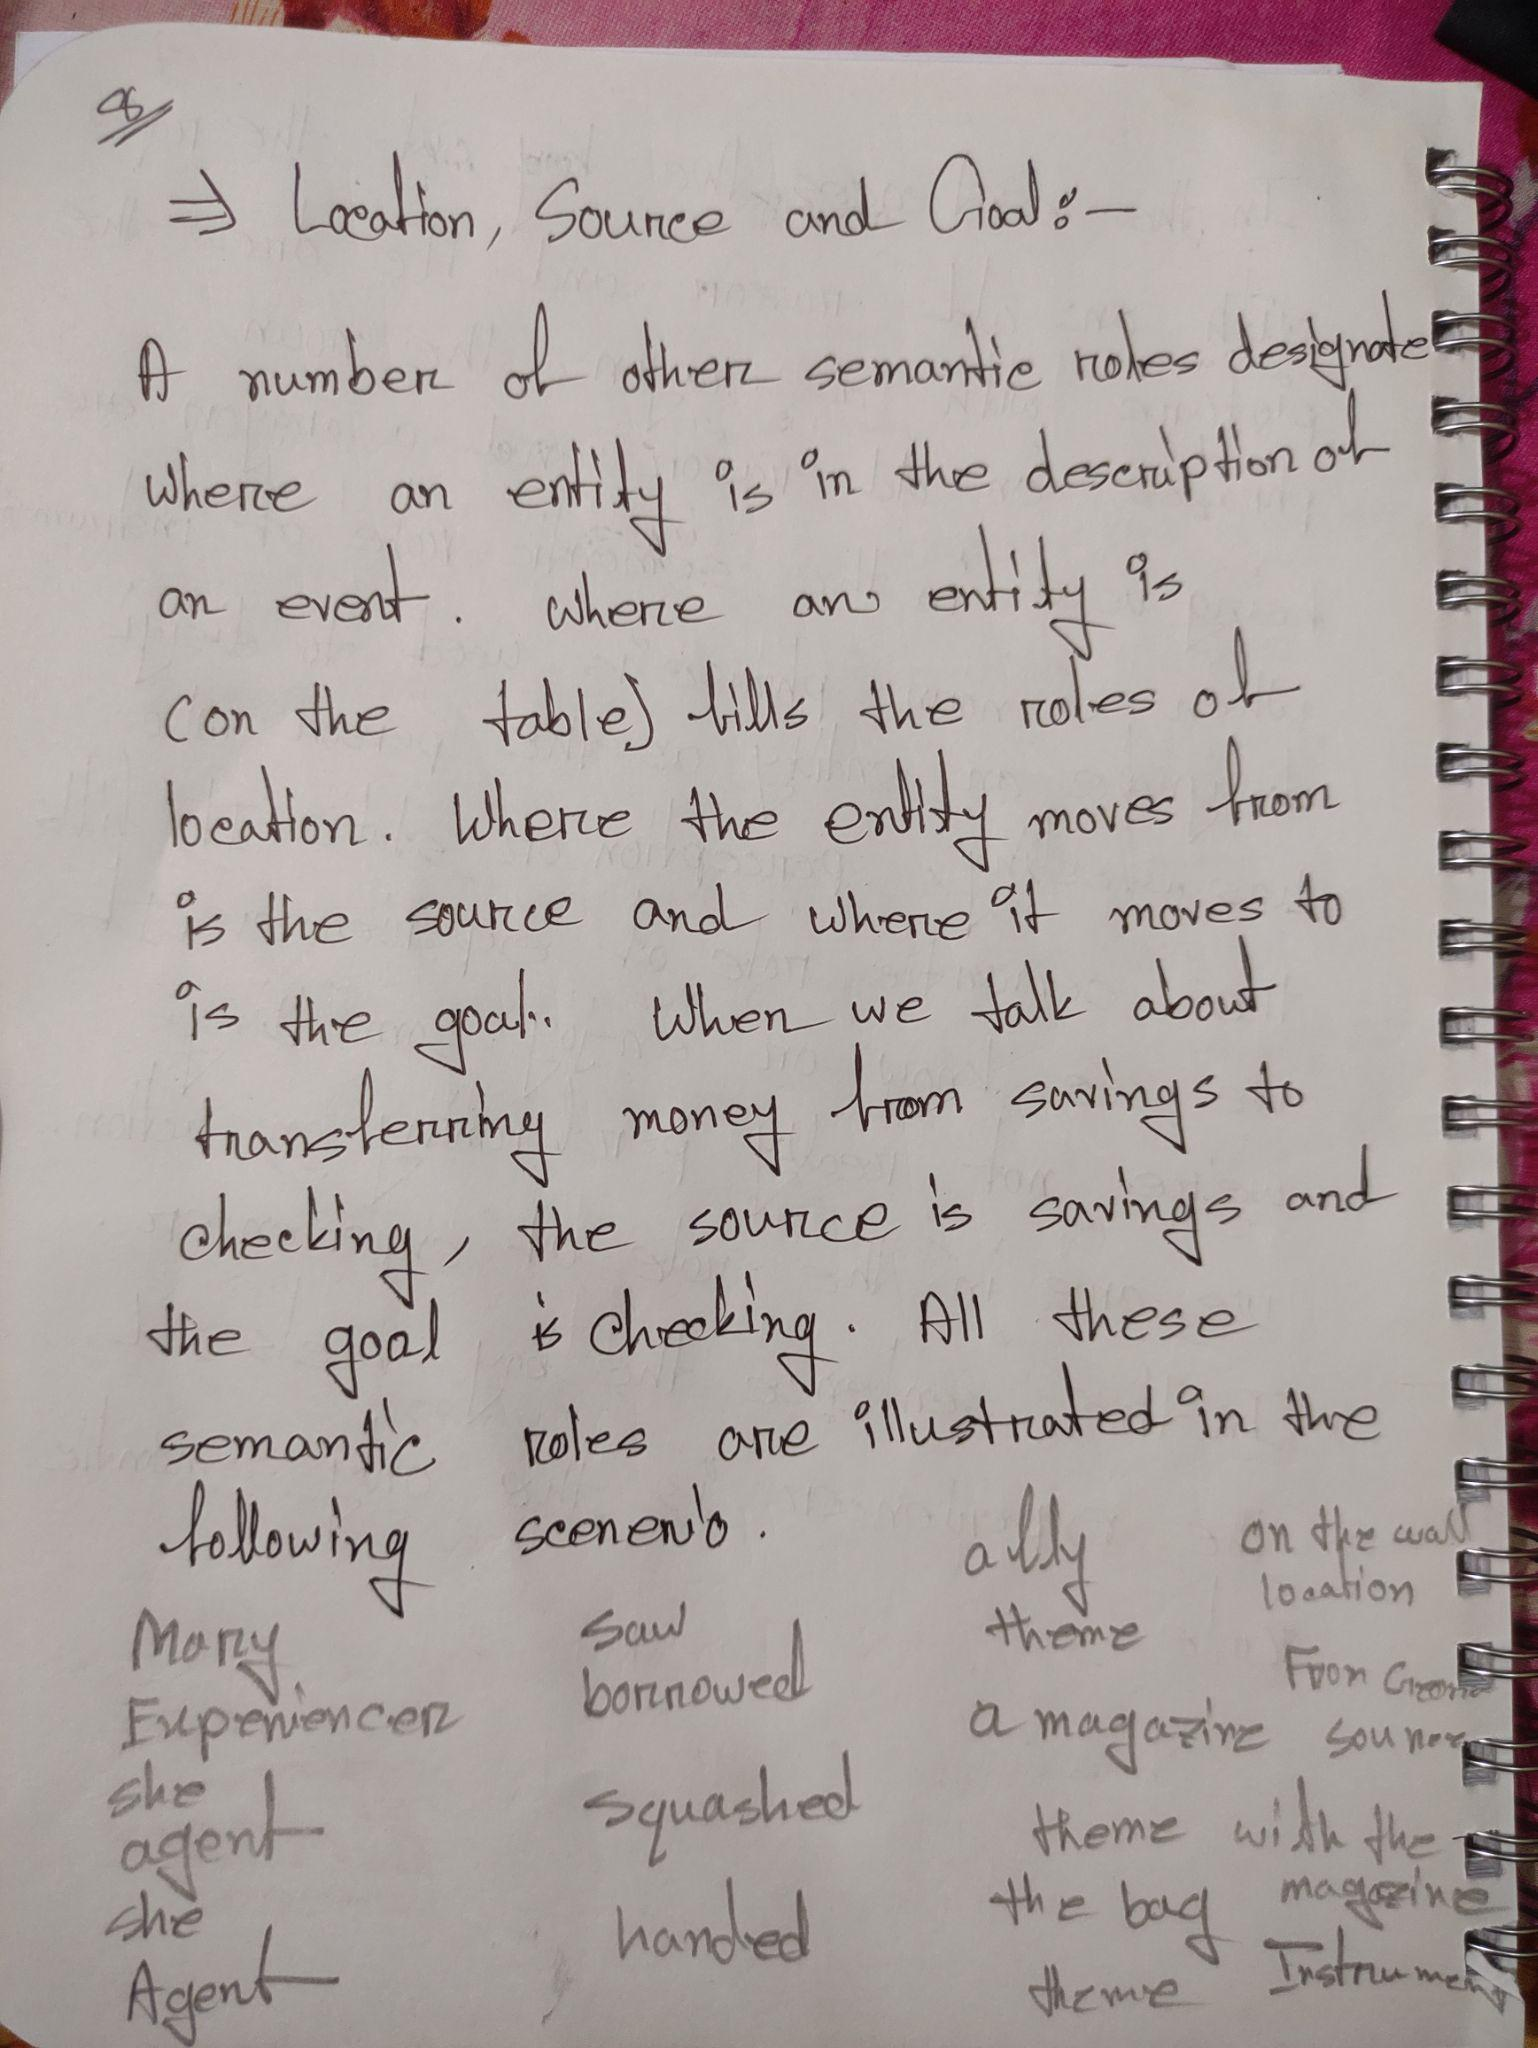 8
⇒ Location, Source and Goal:-
A number of other semantic roles designate
where an entity is in the description of
an event. where an entity is
(on the table) fills the roles of
location. Where the entity moves from
is the source and where it moves to
is the goal. When we talk about
transferring money from savings to
checking, the source is savings and
the goal is checking. All these
semantic roles are illustrated in the
following scenerio.
a fly on the wall
location
Mary saw theme
borrowed From
Experiencer a magazine source
she squashed theme with the
agent the bag magazine
she handed
Agent theme Instrument